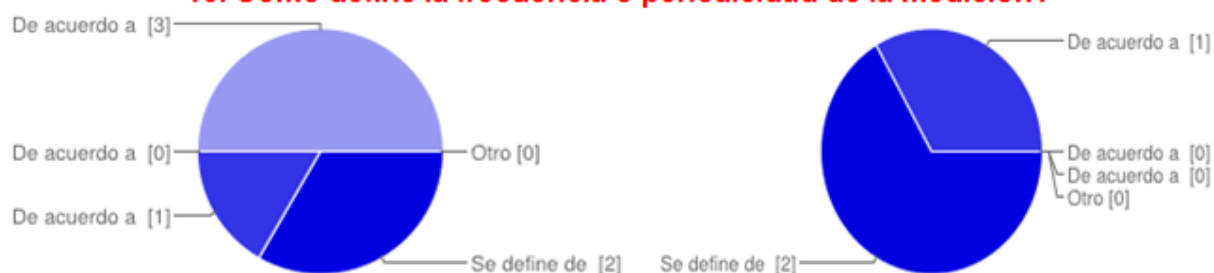 De acuerdo a [3]
De acuerdo a [0]
De acuerdo a [1]
Otro [0]
Se define de [2]
De acuerdo a [1]
De acuerdo a [0]
De acuerdo a [0]
Otro [0]
Se define de [2]